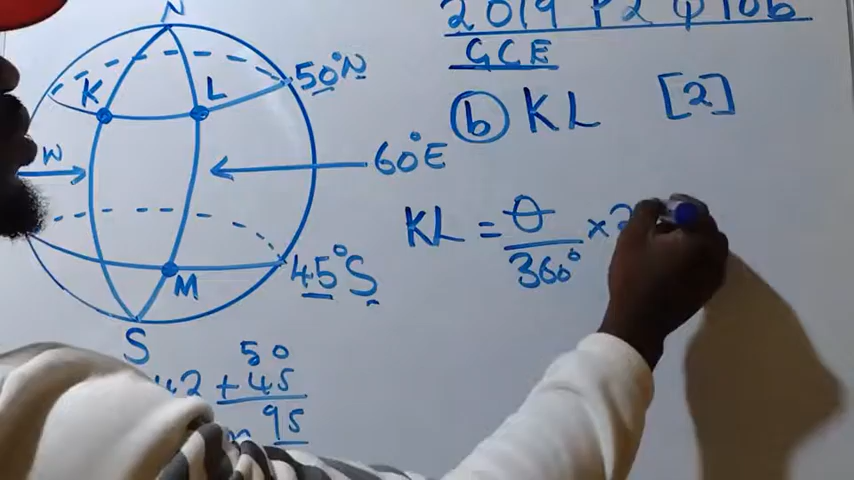 2019 P2 Q10b
GCE
N
50°N
K
L
b KL [2]
W
60°E
KL = θ/360° × 2
45°S
M
S
50
+ 45
95